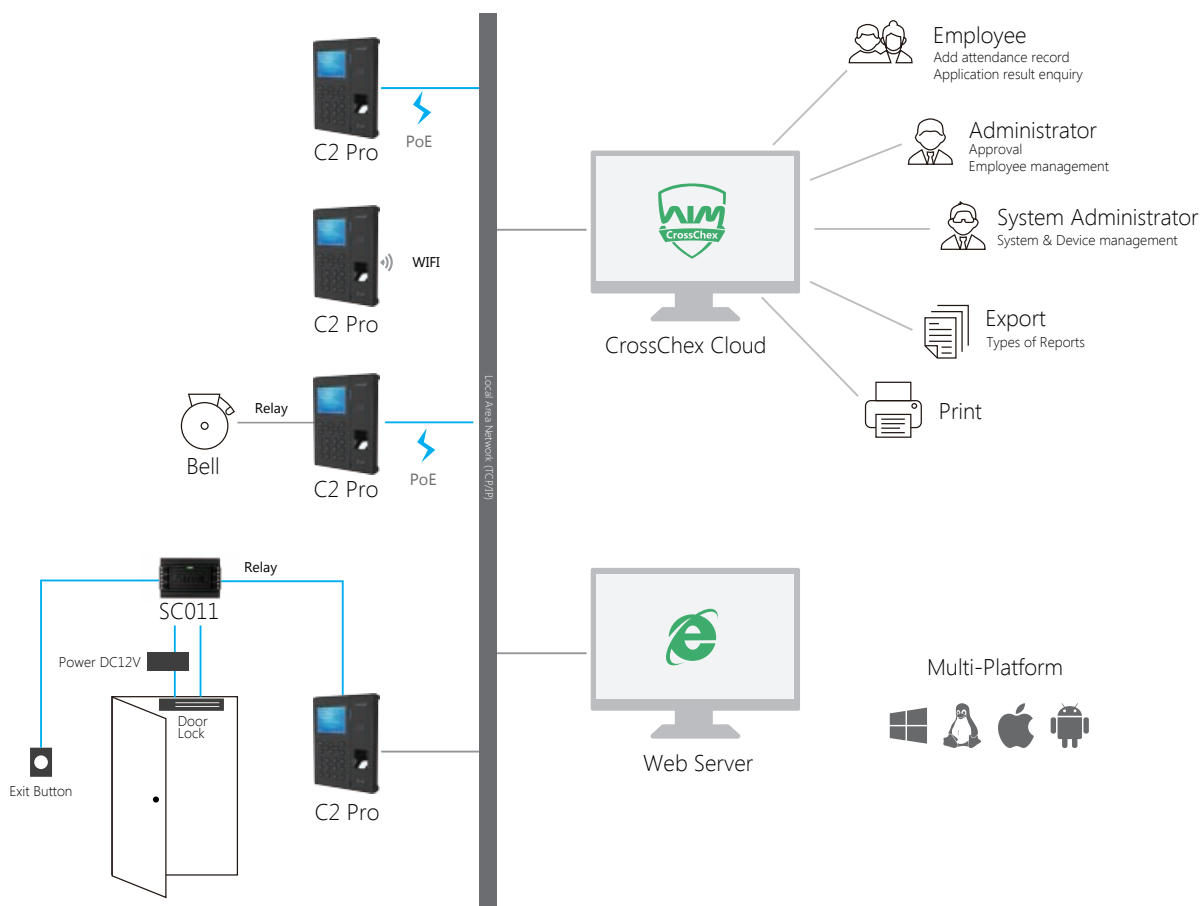 C2 Pro
PoE
C2 Pro
WIFI
Bell
Relay
C2 Pro
PoE
SC011
Relay
Power DC12V
Door
Lock
Exit Button
C2 Pro
Local Area Network (TCP/IP)
AIM
CrossChex
CrossChex Cloud
Employee
Add attendance record
Application result enquiry
Administrator
Approval
Employee management
System Administrator
System & Device management
Export
Types of Reports
Print
Web Server
Multi-Platform